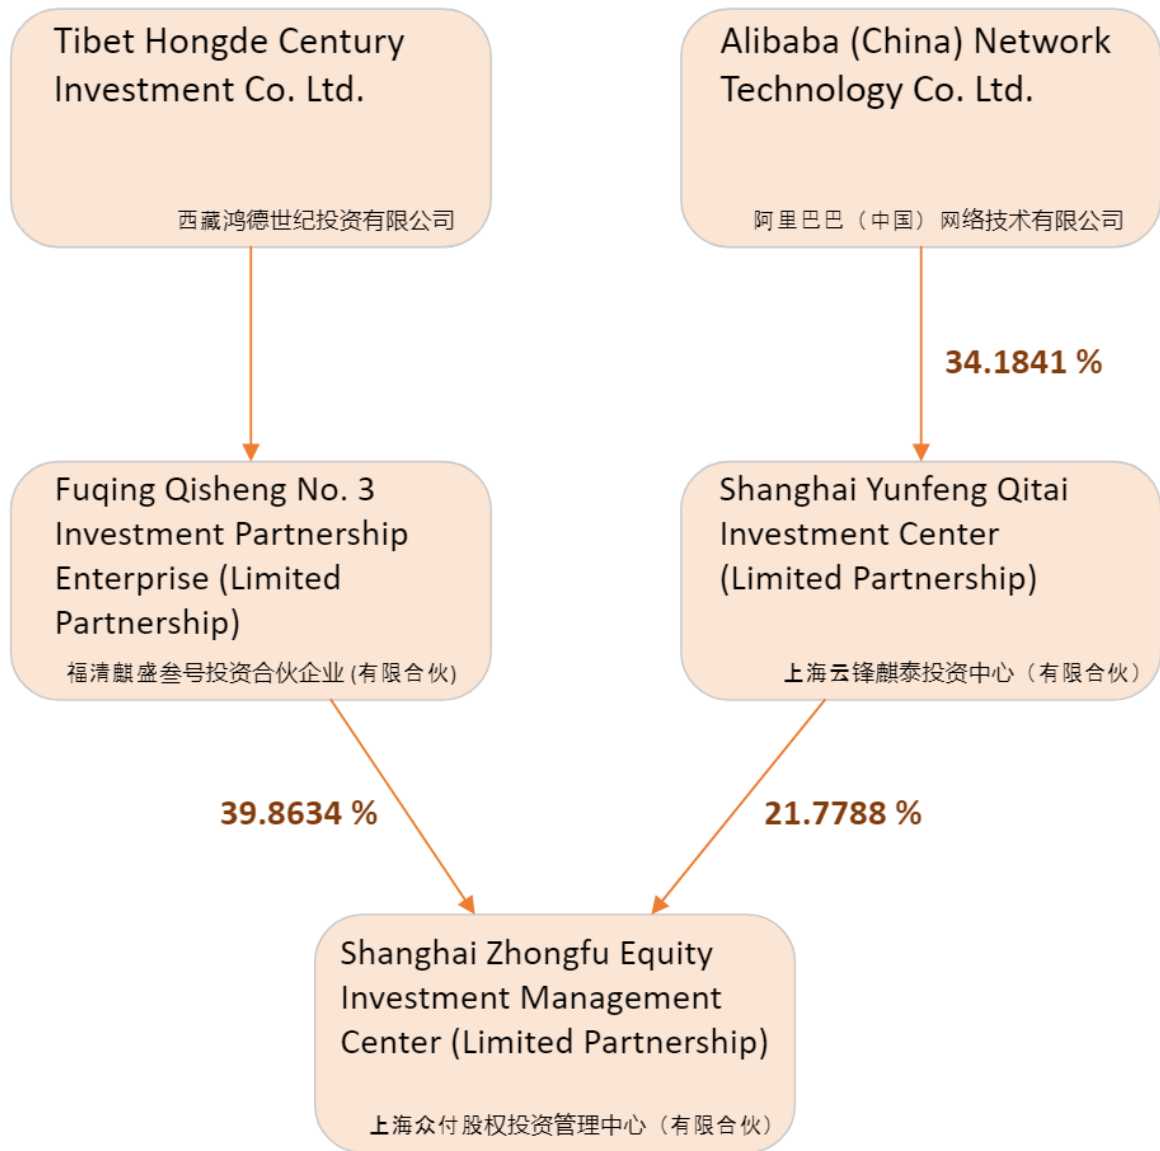 Tibet Hongde Century
Investment Co. Ltd.
西藏鸿德世纪投资有限公司
Alibaba (China) Network
Technology Co. Ltd.
阿里巴巴（中国）网络技术有限公司
34.1841 %
Fuqing Qisheng No. 3
Investment Partnership
Enterprise (Limited
Partnership)
福清麒盛叁号投资合伙企业 (有限合伙)
Shanghai Yunfeng Qitai
Investment Center
(Limited Partnership)
上海云锋麒泰投资中心（有限合伙）
39.8634 %
21.7788 %
Shanghai Zhongfu Equity
Investment Management
Center (Limited Partnership)
上海众付股权投资管理中心（有限合伙）